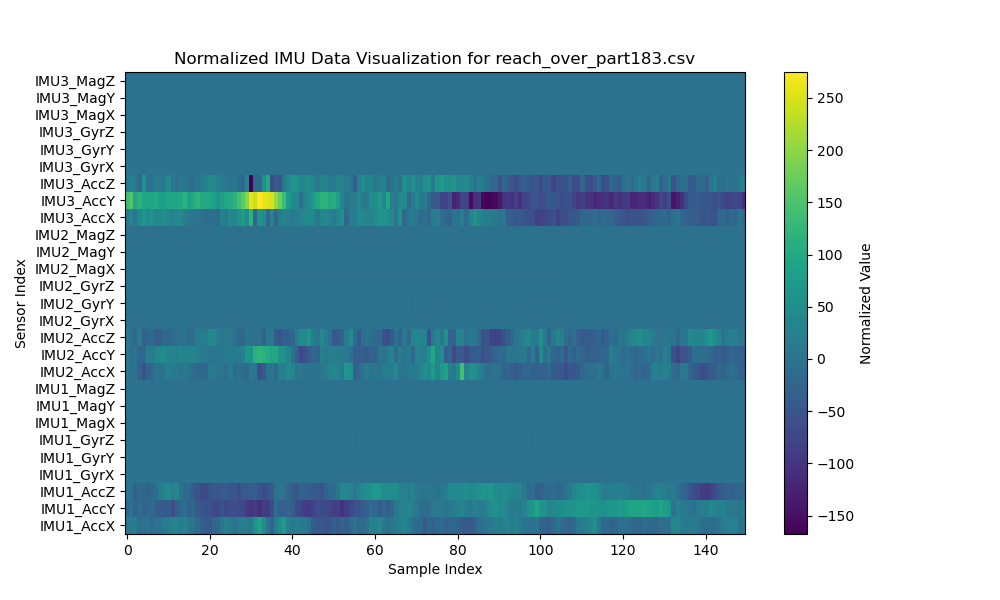 Normalized IMU Data Visualization for reach_over_part183.csv
IMU3_MagZ
IMU3_MagY
IMU3_MagX
IMU3_GyrZ
IMU3_GyrY
IMU3_GyrX
IMU3_AccZ
IMU3_AccY
IMU3_AccX
IMU2_MagZ
IMU2_MagY
IMU2_MagX
IMU2_GyrZ
IMU2_GyrY
IMU2_GyrX
IMU2_AccZ
IMU2_AccY
IMU2_AccX
IMU1_MagZ
IMU1_MagY
IMU1_MagX
IMU1_GyrZ
IMU1_GyrY
IMU1_GyrX
IMU1_AccZ
IMU1_AccY
IMU1_AccX
Sensor Index
0 20 40 60 80 100 120 140
Sample Index
250
200
150
100
50
0
−50
−100
−150
Normalized Value